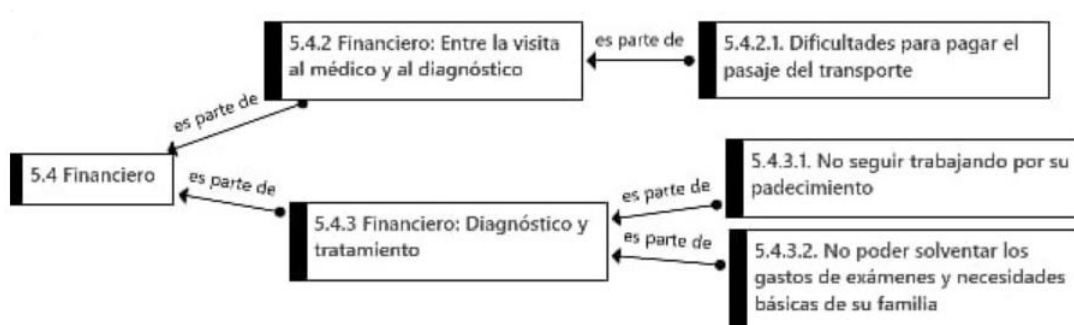 5.4.2 Financiero: Entre la visita
al médico y al diagnóstico
es parte de
5.4.2.1. Dificultades para pagar el
pasaje del transporte
es parte de
5.4 Financiero
es parte de
5.4.3 Financiero: Diagnóstico y
tratamiento
es parte de
5.4.3.1. No seguir trabajando por su
padecimiento
es parte de
5.4.3.2. No poder solventar los
gastos de exámenes y necesidades
básicas de su familia